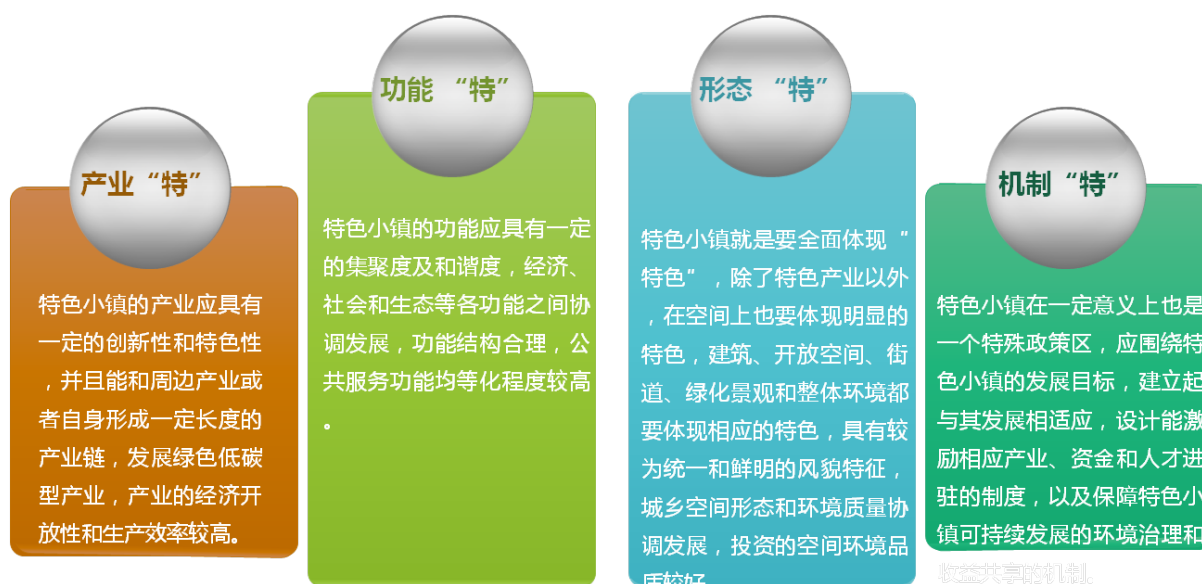 产业“特”
特色小镇的产业应具有
一定的创新性和特色性
，并且能和周边产业或
者自身形成一定长度的
产业链，发展绿色低碳
型产业，产业的经济开
放性和生产效率较高。
功能 “特”
特色小镇的功能应具有一定
的集聚度及和谐度，经济、
社会和生态等各功能之间协
调发展，功能结构合理，公
共服务功能均等化程度较高
。
形态 “特”
特色小镇就是要全面体现“
特色”，除了特色产业以外
，在空间上也要体现明显的
特色，建筑、开放空间、街
道、绿化景观和整体环境都
要体现相应的特色，具有较
为统一和鲜明的风貌特征，
城乡空间形态和环境质量协
调发展，投资的空间环境品
质较好
机制“特”
特色小镇在一定意义上也是
一个特殊政策区，应围绕特
色小镇的发展目标，建立起
与其发展相适应，设计能激
励相应产业、资金和人才进
驻的制度，以及保障特色小
镇可持续发展的环境治理和
收益共享的机制。